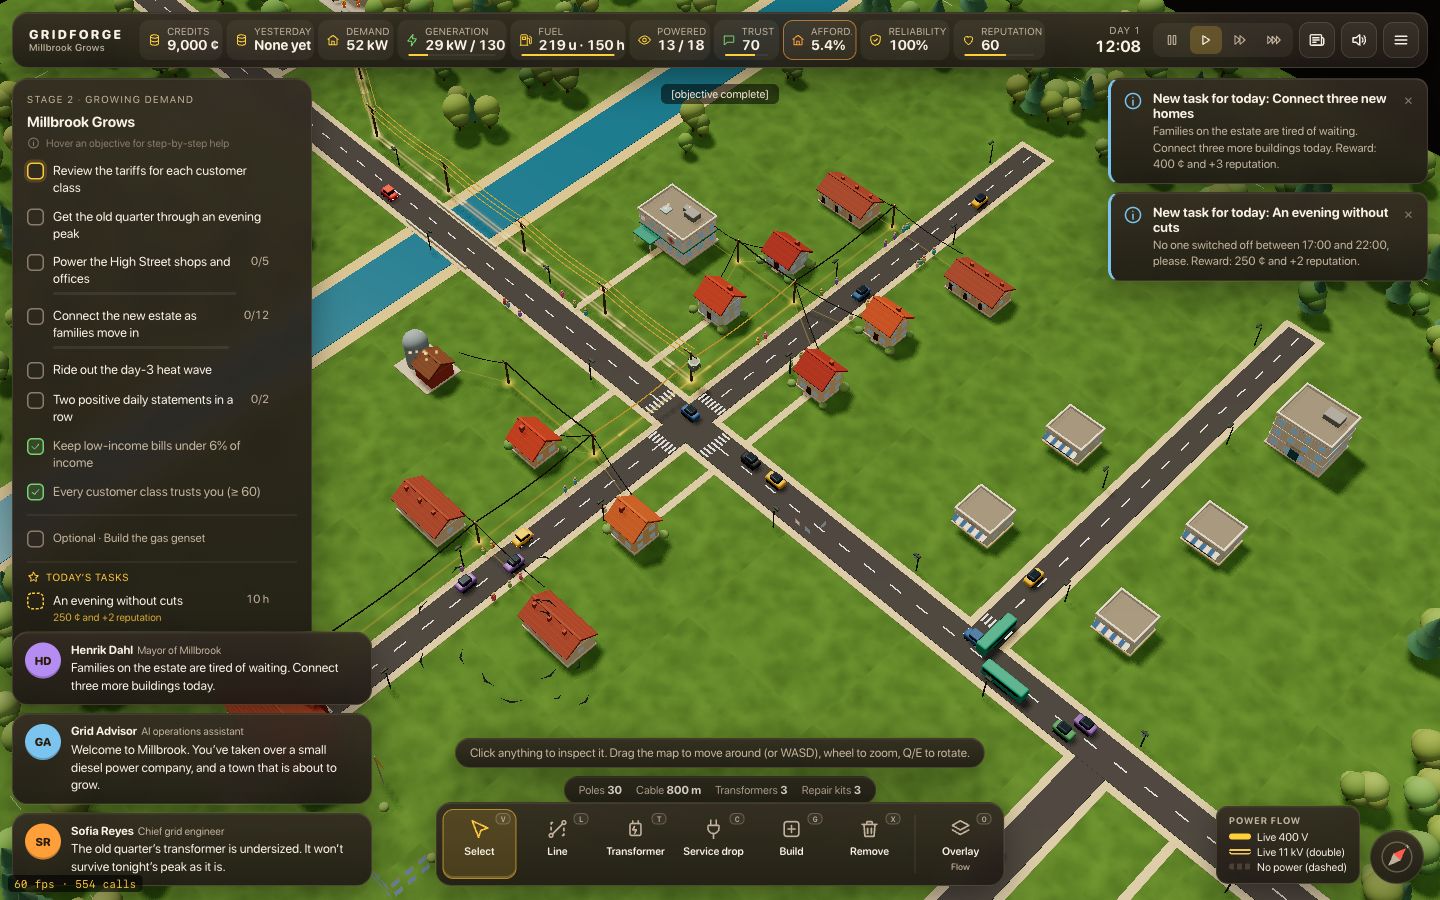 GRIDFORGE
Millbrook Grows
CREDITS
9,000 ¢
YESTERDAY
None yet
DEMAND
52 kW
GENERATION
29 kW / 130
FUEL
219 u · 150 h
POWERED
13 / 18
TRUST
70
AFFORD.
5.4%
RELIABILITY
100%
REPUTATION
60
DAY 1
12:08
STAGE 2 · GROWING DEMAND
Millbrook Grows
Hover an objective for step-by-step help
Review the tariffs for each customer
class
Get the old quarter through an evening
peak
Power the High Street shops and 0/5
offices
Connect the new estate as 0/12
families move in
Ride out the day-3 heat wave
Two positive daily statements in a 0/2
row
Keep low-income bills under 6% of
income
Every customer class trusts you (≥ 60)
Optional · Build the gas genset
TODAY'S TASKS
An evening without cuts 10 h
250 ¢ and +2 reputation
[objective complete]
New task for today: Connect three new ×
homes
Families on the estate are tired of waiting.
Connect three more buildings today. Reward:
400 ¢ and +3 reputation.
New task for today: An evening without ×
cuts
No one switched off between 17:00 and 22:00,
please. Reward: 250 ¢ and +2 reputation.
HD
Henrik Dahl Mayor of Millbrook
Families on the estate are tired of waiting. Connect
three more buildings today.
GA
Grid Advisor AI operations assistant
Welcome to Millbrook. You've taken over a small
diesel power company, and a town that is about to
grow.
SR
Sofia Reyes Chief grid engineer
The old quarter's transformer is undersized. It won't
survive tonight's peak as it is.
60 fps · 554 calls
Click anything to inspect it. Drag the map to move around (or WASD), wheel to zoom, Q/E to rotate.
Poles 30 Cable 800 m Transformers 3 Repair kits 3
V
Select
L
Line
T
Transformer
C
Service drop
G
Build
X
Remove
O
Overlay
Flow
POWER FLOW
Live 400 V
Live 11 kV (double)
No power (dashed)